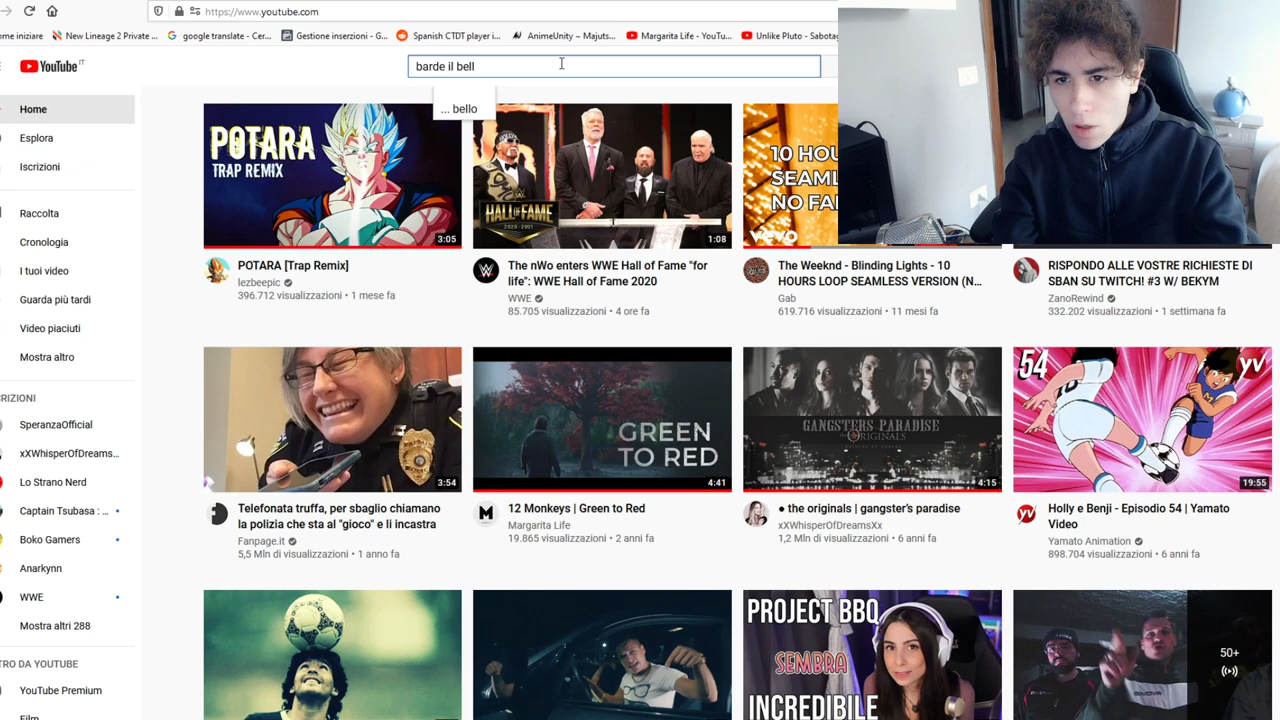 https://www.youtube.com
ome iniziare
New Lineage 2 Private ...
google translate - Cer...
Gestione inserzioni - G...
Spanish CTDT player i...
AnimeUnity ~ Majuts...
Margarita Life - YouTu...
Unlike Pluto - Sabotag
YouTube IT
barde il bell
... bello
Home
Esplora
Iscrizioni
Raccolta
Cronologia
I tuoi video
Guarda più tardi
Video piaciuti
Mostra altro
CRIZIONI
SperanzaOfficial
xXWhisperOfDreams...
Lo Strano Nerd
Captain Tsubasa : ...
Boko Gamers
Anarkynn
WWE
Mostra altri 288
TRO DA YOUTUBE
YouTube Premium
Film
POTARA
TRAP REMIX
3:05
POTARA [Trap Remix]
lezbeepic
396.712 visualizzazioni • 1 mese fa
HALL OF FAME
2020 - 2021
1:08
The nWo enters WWE Hall of Fame "for
life": WWE Hall of Fame 2020
WWE
85.705 visualizzazioni • 4 ore fa
10 HOU
SEAML
NO FA
vevo
The Weeknd - Blinding Lights - 10
HOURS LOOP SEAMLESS VERSION (N...
Gab
619.716 visualizzazioni • 11 mesi fa
RISPONDO ALLE VOSTRE RICHIESTE DI
SBAN SU TWITCH! #3 W/ BEKYM
ZanoRewind
332.202 visualizzazioni • 1 settimana fa
3:54
Telefonata truffa, per sbaglio chiamano
la polizia che sta al "gioco" e li incastra
Fanpage.it
5,5 Mln di visualizzazioni • 1 anno fa
GREEN
TO RED
4:41
12 Monkeys | Green to Red
Margarita Life
19.865 visualizzazioni • 2 anni fa
GANGSTERS PARADISE
the ORIGINALS
4:15
● the originals | gangster's paradise
xXWhisperOfDreamsXx
1,2 Mln di visualizzazioni • 6 anni fa
54
YV
19:55
Holly e Benji - Episodio 54 | Yamato
Video
Yamato Animation
898.704 visualizzazioni • 6 anni fa
PROJECT BBQ
SEMBRA
INCREDIBILE
50+